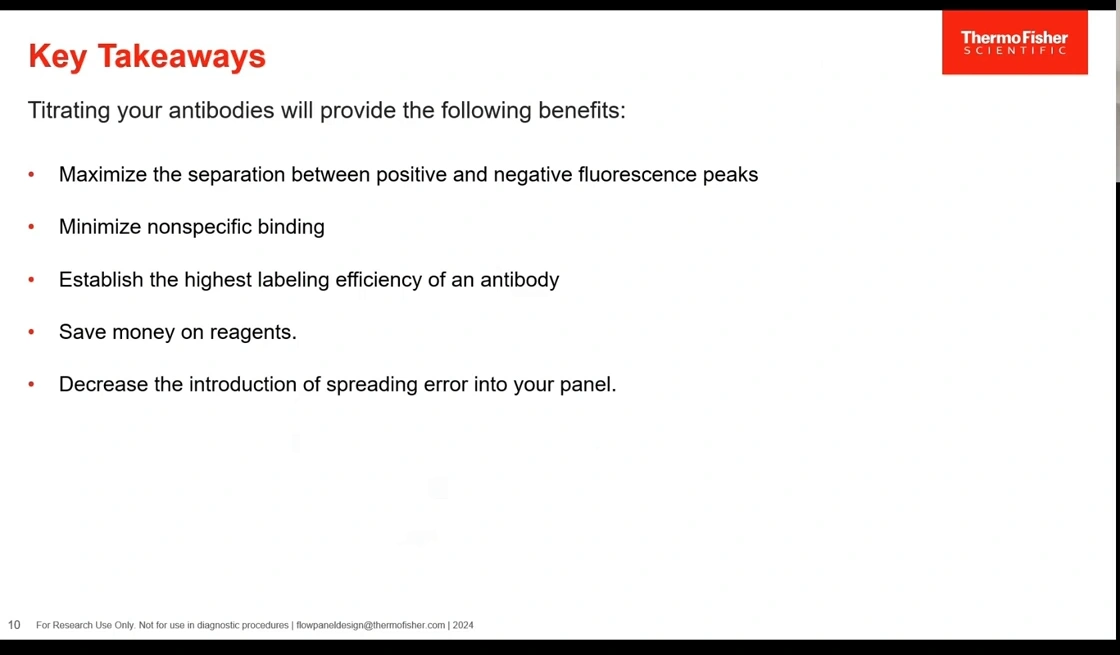 Key Takeaways
ThermoFisher
SCIENTIFIC
Titrating your antibodies will provide the following benefits:
• Maximize the separation between positive and negative fluorescence peaks
• Minimize nonspecific binding
• Establish the highest labeling efficiency of an antibody
• Save money on reagents.
• Decrease the introduction of spreading error into your panel.
10 For Research Use Only. Not for use in diagnostic procedures | flowpaneldesign@thermofisher.com | 2024